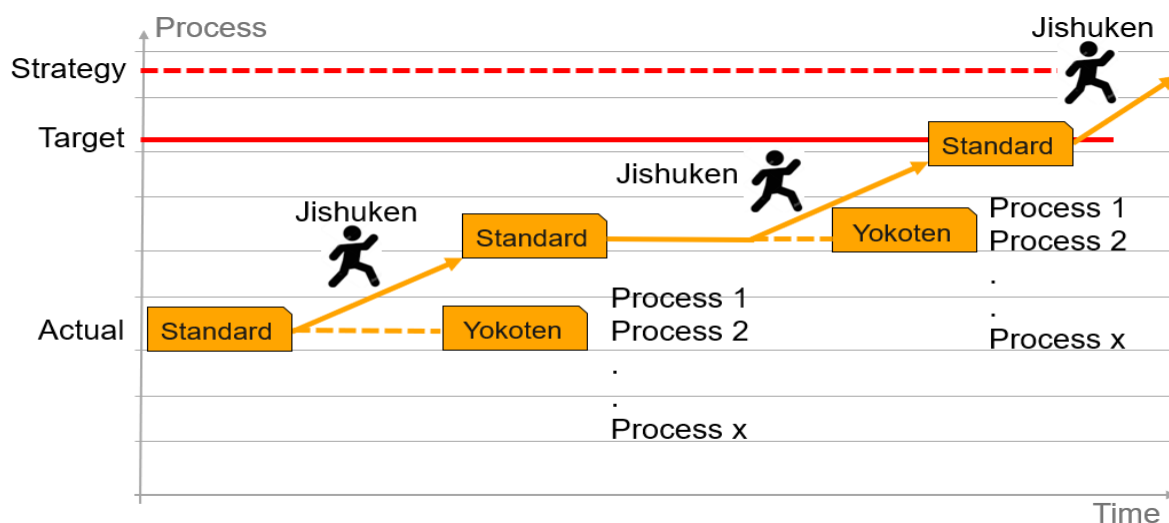 Process
Jishuken
Strategy
Target
Standard
Jishuken
Process 1
Jishuken
Standard
Yokoten
Process 2
.
Process 1
.
Actual
Standard
Yokoten
Process 2
Process x
.
.
Process x
Time